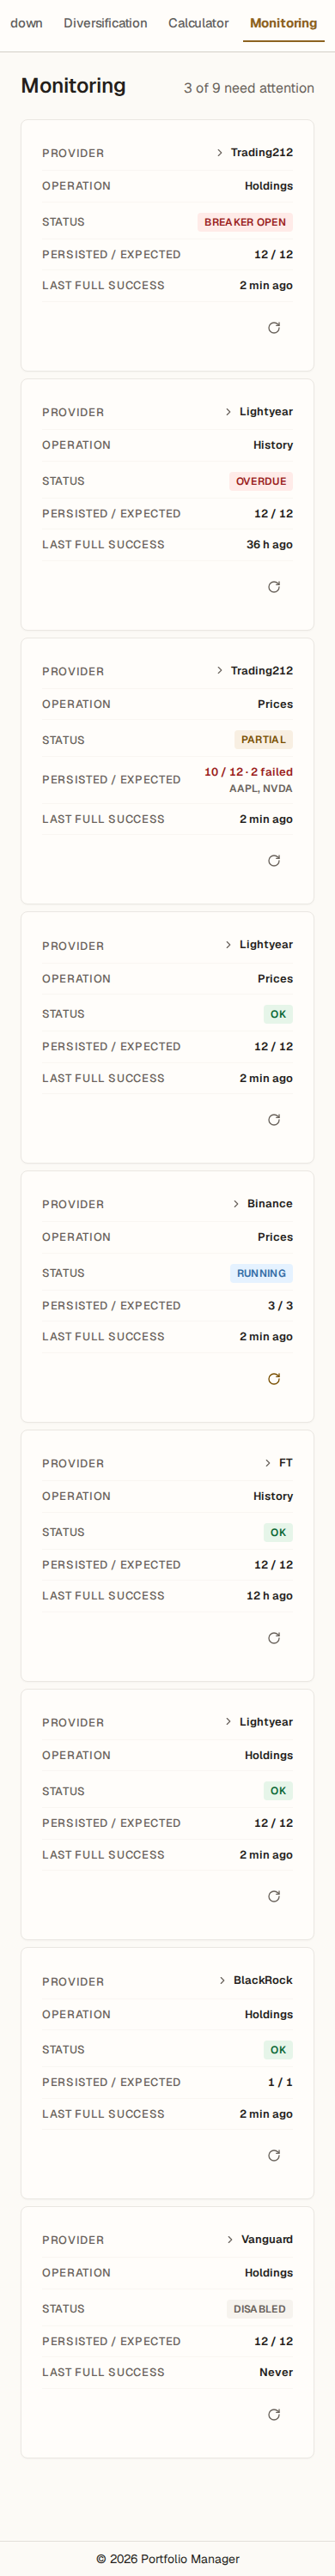 down Diversification Calculator Monitoring
Monitoring 3 of 9 need attention
PROVIDER Trading212
OPERATION Holdings
STATUS BREAKER OPEN
PERSISTED / EXPECTED 12 / 12
LAST FULL SUCCESS 2 min ago
PROVIDER Lightyear
OPERATION History
STATUS OVERDUE
PERSISTED / EXPECTED 12 / 12
LAST FULL SUCCESS 36 h ago
PROVIDER Trading212
OPERATION Prices
STATUS PARTIAL
PERSISTED / EXPECTED 10 / 12 · 2 failed
AAPL, NVDA
LAST FULL SUCCESS 2 min ago
PROVIDER Lightyear
OPERATION Prices
STATUS OK
PERSISTED / EXPECTED 12 / 12
LAST FULL SUCCESS 2 min ago
PROVIDER Binance
OPERATION Prices
STATUS RUNNING
PERSISTED / EXPECTED 3 / 3
LAST FULL SUCCESS 2 min ago
PROVIDER FT
OPERATION History
STATUS OK
PERSISTED / EXPECTED 12 / 12
LAST FULL SUCCESS 12 h ago
PROVIDER Lightyear
OPERATION Holdings
STATUS OK
PERSISTED / EXPECTED 12 / 12
LAST FULL SUCCESS 2 min ago
PROVIDER BlackRock
OPERATION Holdings
STATUS OK
PERSISTED / EXPECTED 1 / 1
LAST FULL SUCCESS 2 min ago
PROVIDER Vanguard
OPERATION Holdings
STATUS DISABLED
PERSISTED / EXPECTED 12 / 12
LAST FULL SUCCESS Never
© 2026 Portfolio Manager